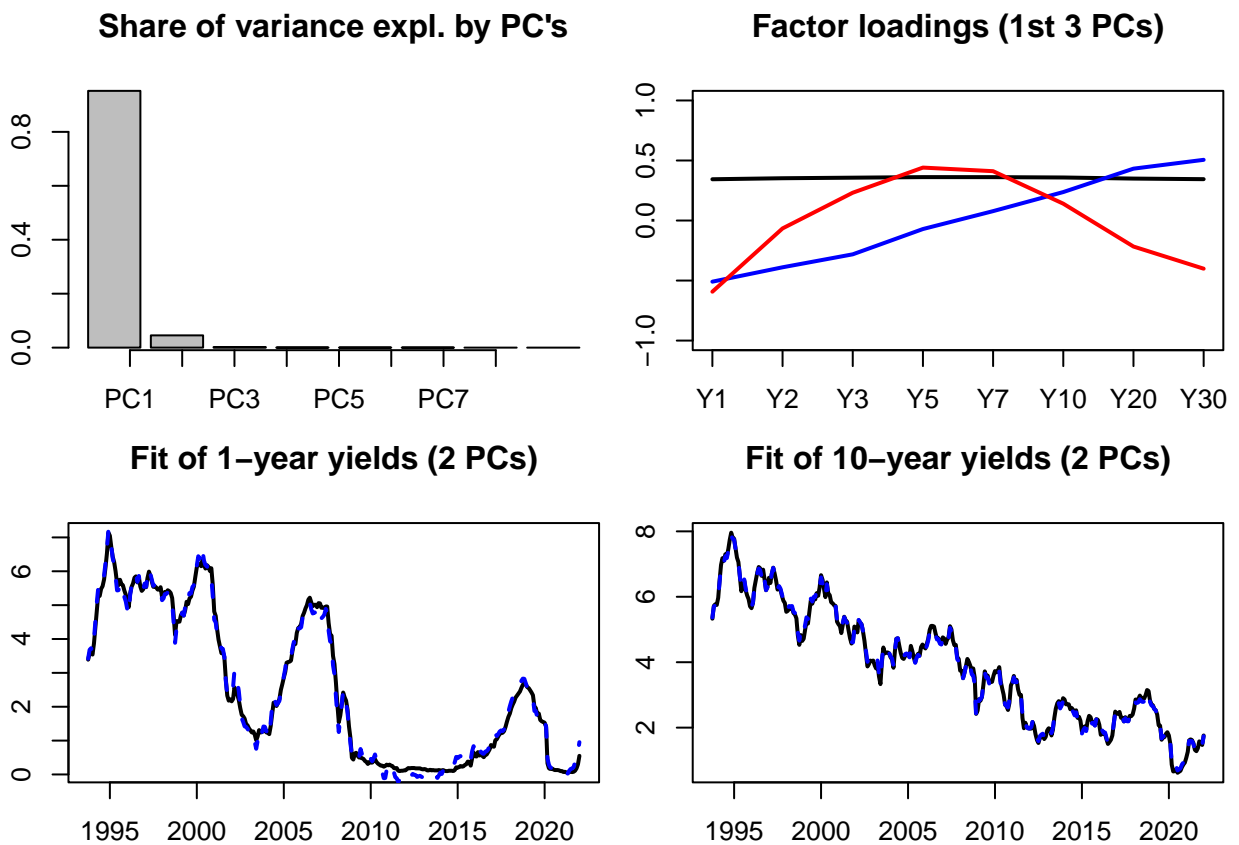 Share of variance expl. by PC's
0.8
0.4
0.0
PC1 PC3 PC5 PC7
Factor loadings (1st 3 PCs)
1.0
0.5
0.0
−1.0
Y1 Y2 Y3 Y5 Y7 Y10 Y20 Y30
Fit of 1−year yields (2 PCs)
6
4
2
0
1995 2000 2005 2010 2015 2020
Fit of 10−year yields (2 PCs)
8
6
4
2
1995 2000 2005 2010 2015 2020